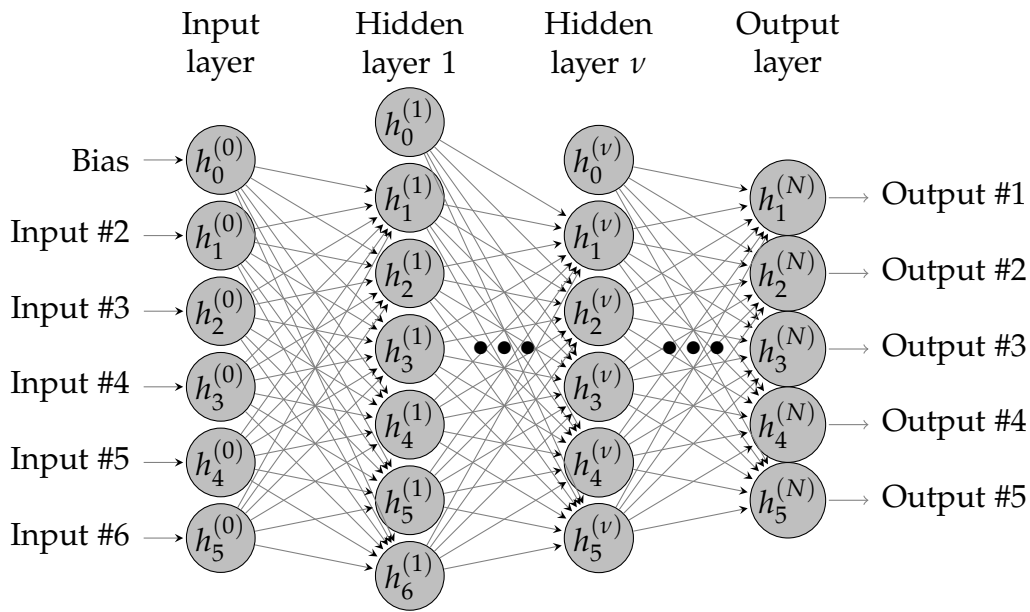 Input layer
Hidden layer 1
Hidden layer ν
Output layer
Bias
Input #2
Input #3
Input #4
Input #5
Input #6
h_0^{(0)}
h_1^{(0)}
h_2^{(0)}
h_3^{(0)}
h_4^{(0)}
h_5^{(0)}
h_0^{(1)}
h_1^{(1)}
h_2^{(1)}
h_3^{(1)}
h_4^{(1)}
h_5^{(1)}
h_6^{(1)}
h_0^{(ν)}
h_1^{(ν)}
h_2^{(ν)}
h_3^{(ν)}
h_4^{(ν)}
h_5^{(ν)}
h_1^{(N)}
h_2^{(N)}
h_3^{(N)}
h_4^{(N)}
h_5^{(N)}
Output #1
Output #2
Output #3
Output #4
Output #5